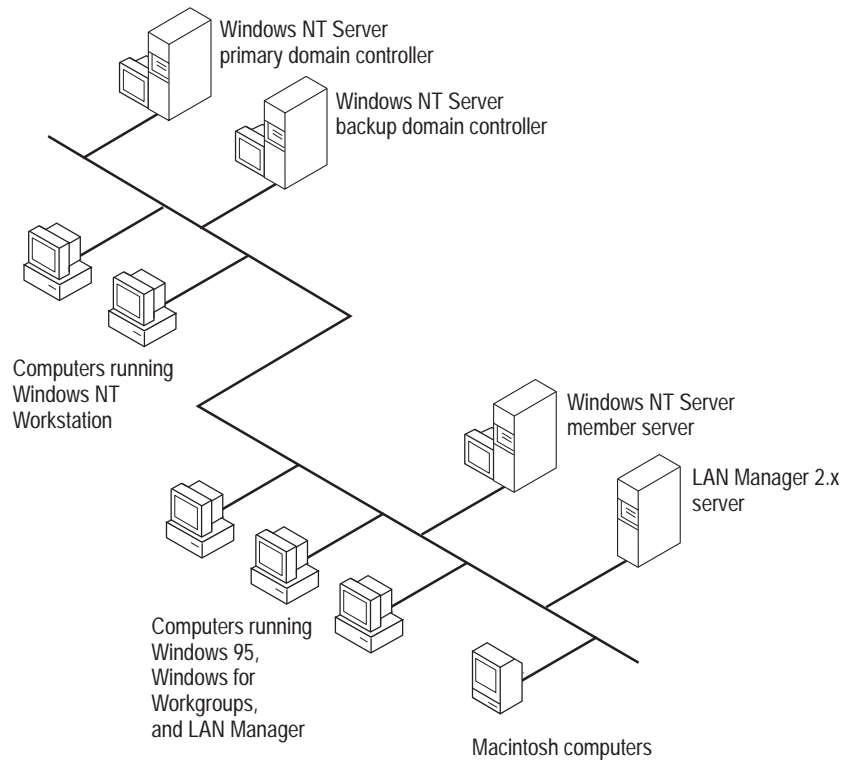 Windows NT Server
primary domain controller
Windows NT Server
backup domain controller
Computers running
Windows NT
Workstation
Windows NT Server
member server
LAN Manager 2.x
server
Computers running
Windows 95,
Windows for
Workgroups,
and LAN Manager
Macintosh computers